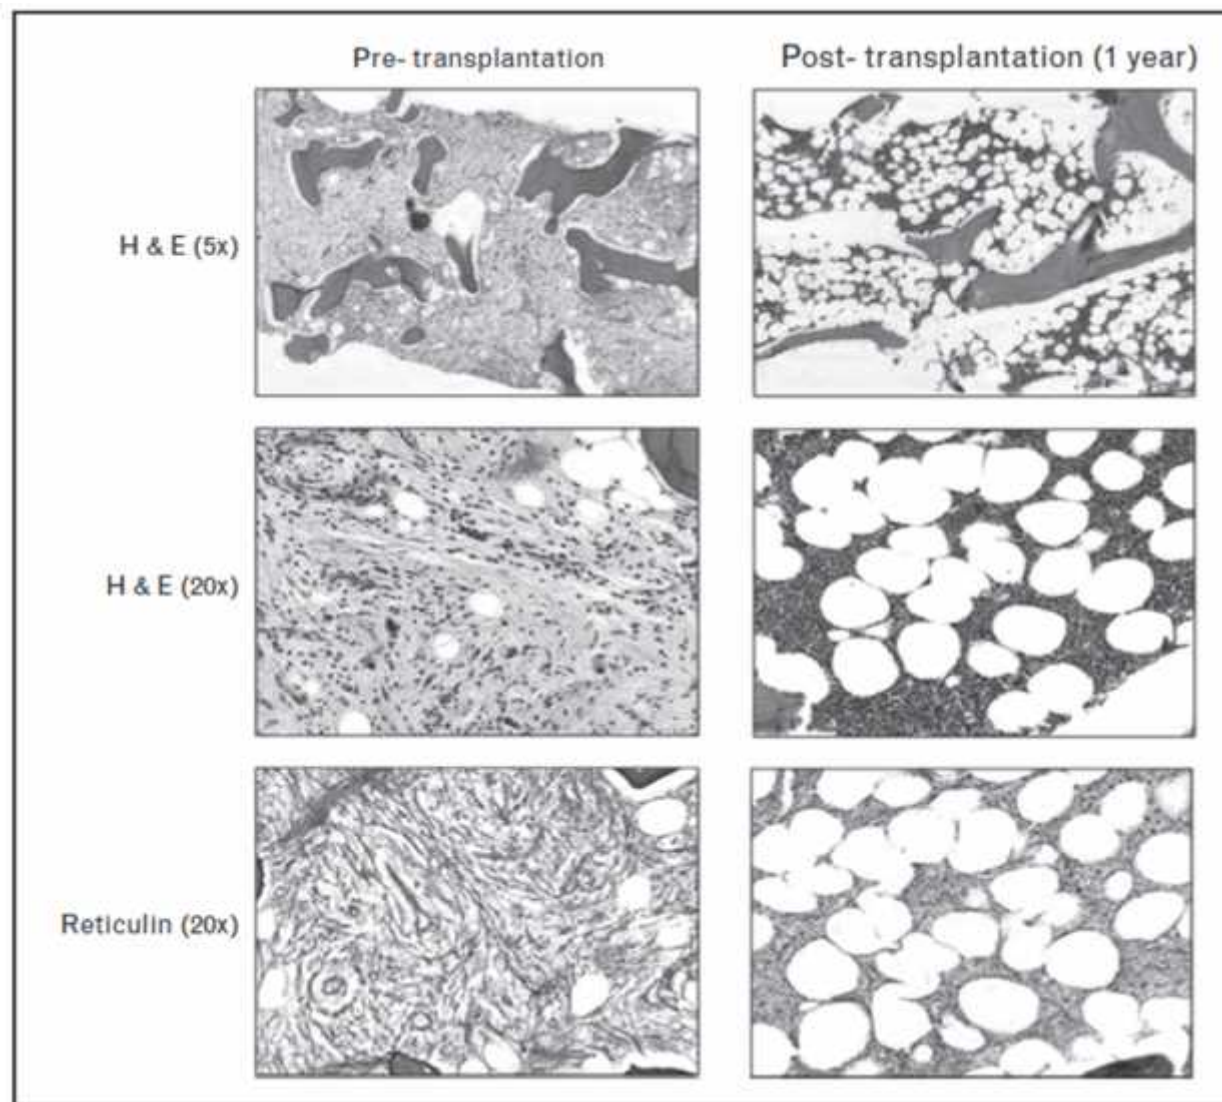 Pre- transplantation
Post- transplantation (1 year)
H & E (5x)
H & E (20x)
Reticulin (20x)